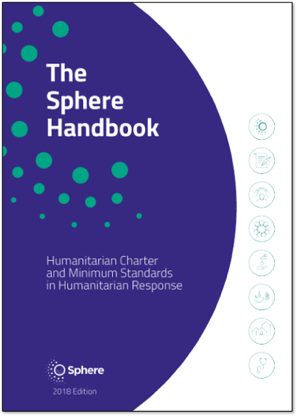 The
Sphere
Handbook
Humanitarian Charter
and Minimum Standards
in Humanitarian Response
Sphere
2018 Edition